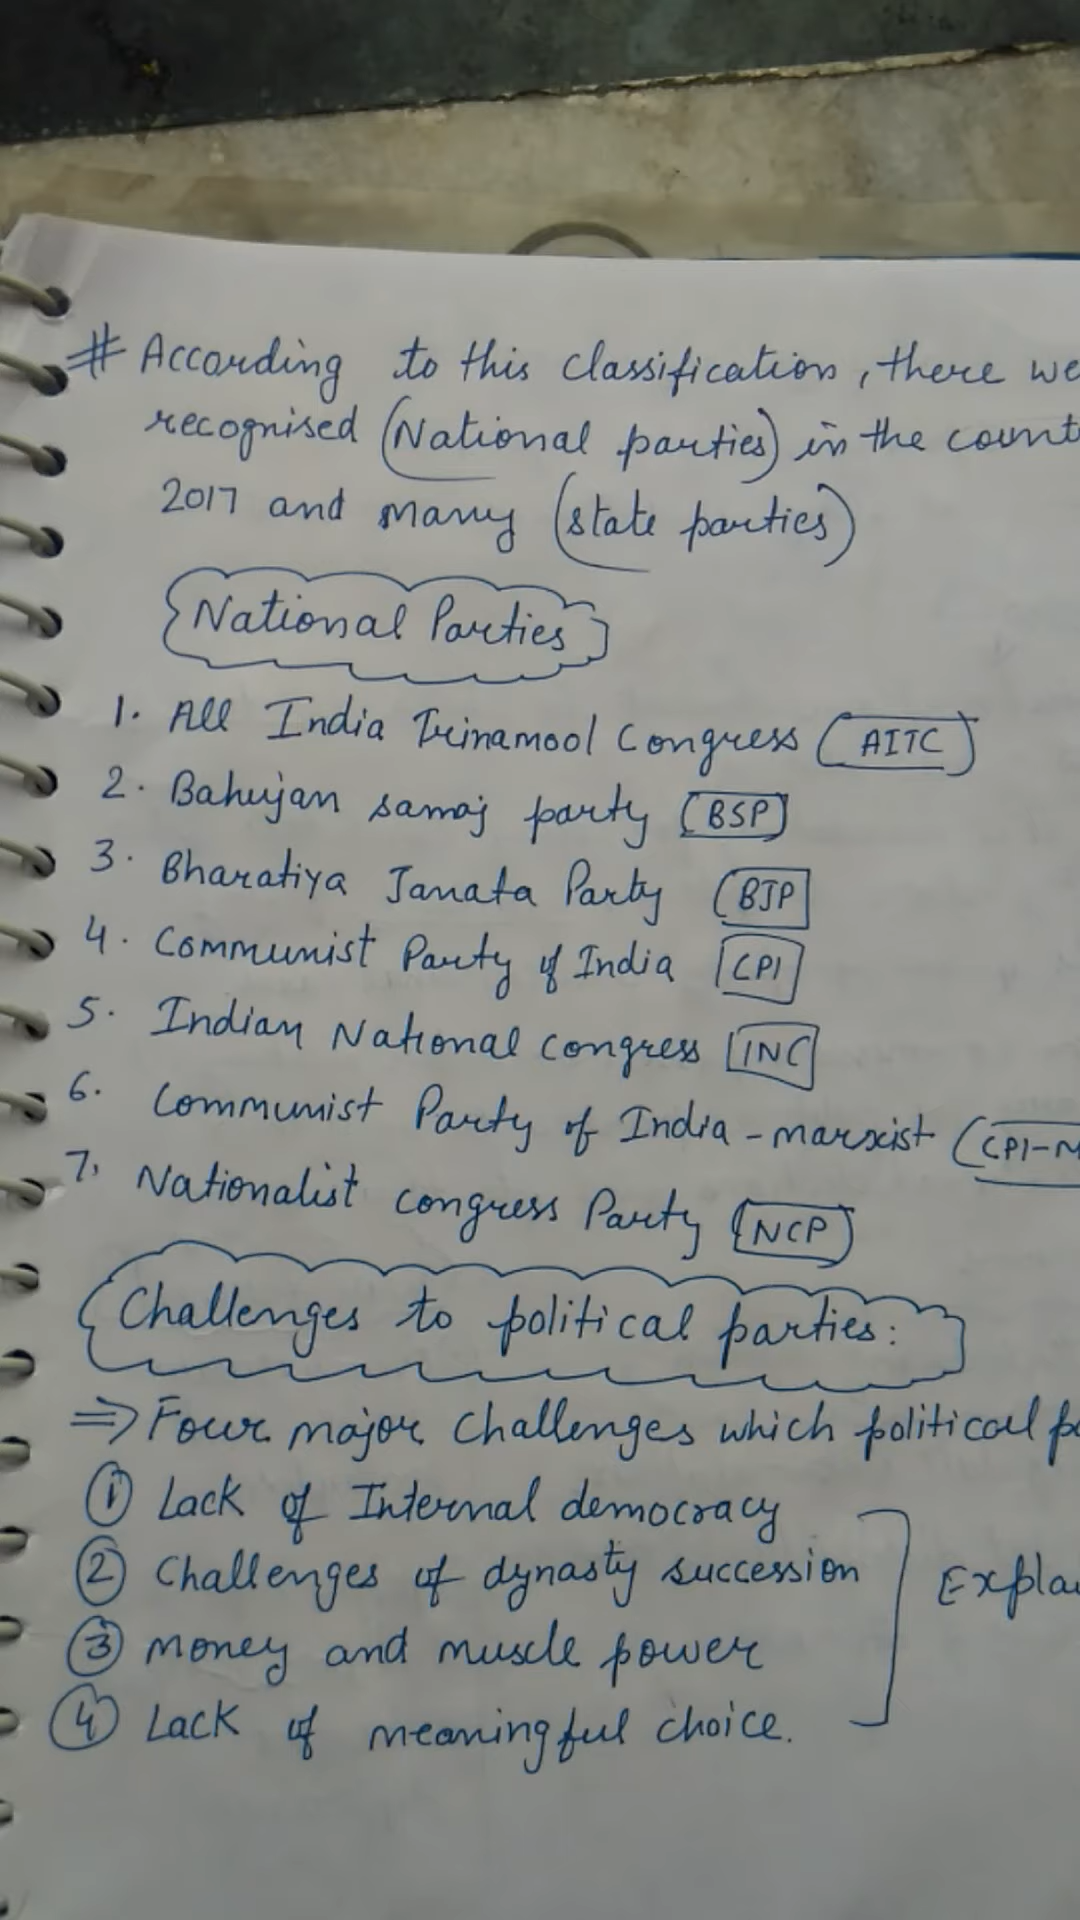 # According to this classification, there we
recognised (National parties) in the count
2017 and many (state parties)
National Parties
1. All India Trinamool Congress (AITC)
2. Bahujan samaj party (BSP)
3. Bharatiya Janata Party (BJP)
4. Communist Party of India [CPI]
5. Indian National congress [INC]
6. Communist Party of India - marxist (CPI-M
7. Nationalist congress Party (NCP)
Challenges to political parties:
⇒ Four major challenges which political pa
① Lack of Internal democracy
② Challenges of dynasty succession Explai
③ money and muscle power
④ Lack of meaningful choice.